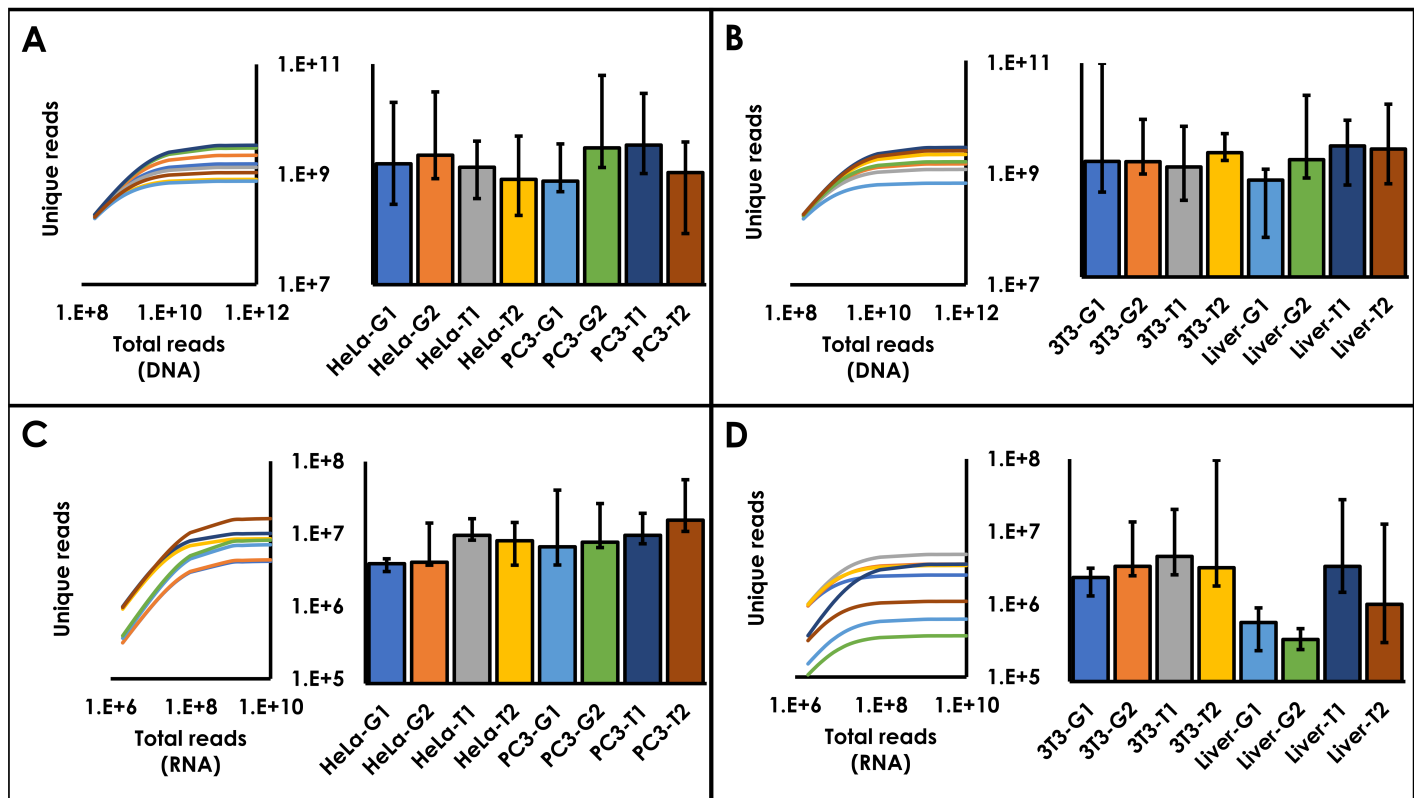 A
Unique reads
1.E+11
1.E+9
1.E+7
1.E+8 1.E+10 1.E+12
Total reads
(DNA)
HeLa-G1
HeLa-G2
HeLa-T1
HeLa-T2
PC3-G1
PC3-G2
PC3-T1
PC3-T2
B
Unique reads
1.E+11
1.E+9
1.E+7
1.E+8 1.E+10 1.E+12
Total reads
(DNA)
3T3-G1
3T3-G2
3T3-T1
3T3-T2
Liver-G1
Liver-G2
Liver-T1
Liver-T2
C
Unique reads
1.E+8
1.E+7
1.E+6
1.E+5
1.E+6 1.E+8 1.E+10
Total reads
(RNA)
HeLa-G1
HeLa-G2
HeLa-T1
HeLa-T2
PC3-G1
PC3-G2
PC3-T1
PC3-T2
D
Unique reads
1.E+8
1.E+7
1.E+6
1.E+5
1.E+6 1.E+8 1.E+10
Total reads
(RNA)
3T3-G1
3T3-G2
3T3-T1
3T3-T2
Liver-G1
Liver-G2
Liver-T1
Liver-T2